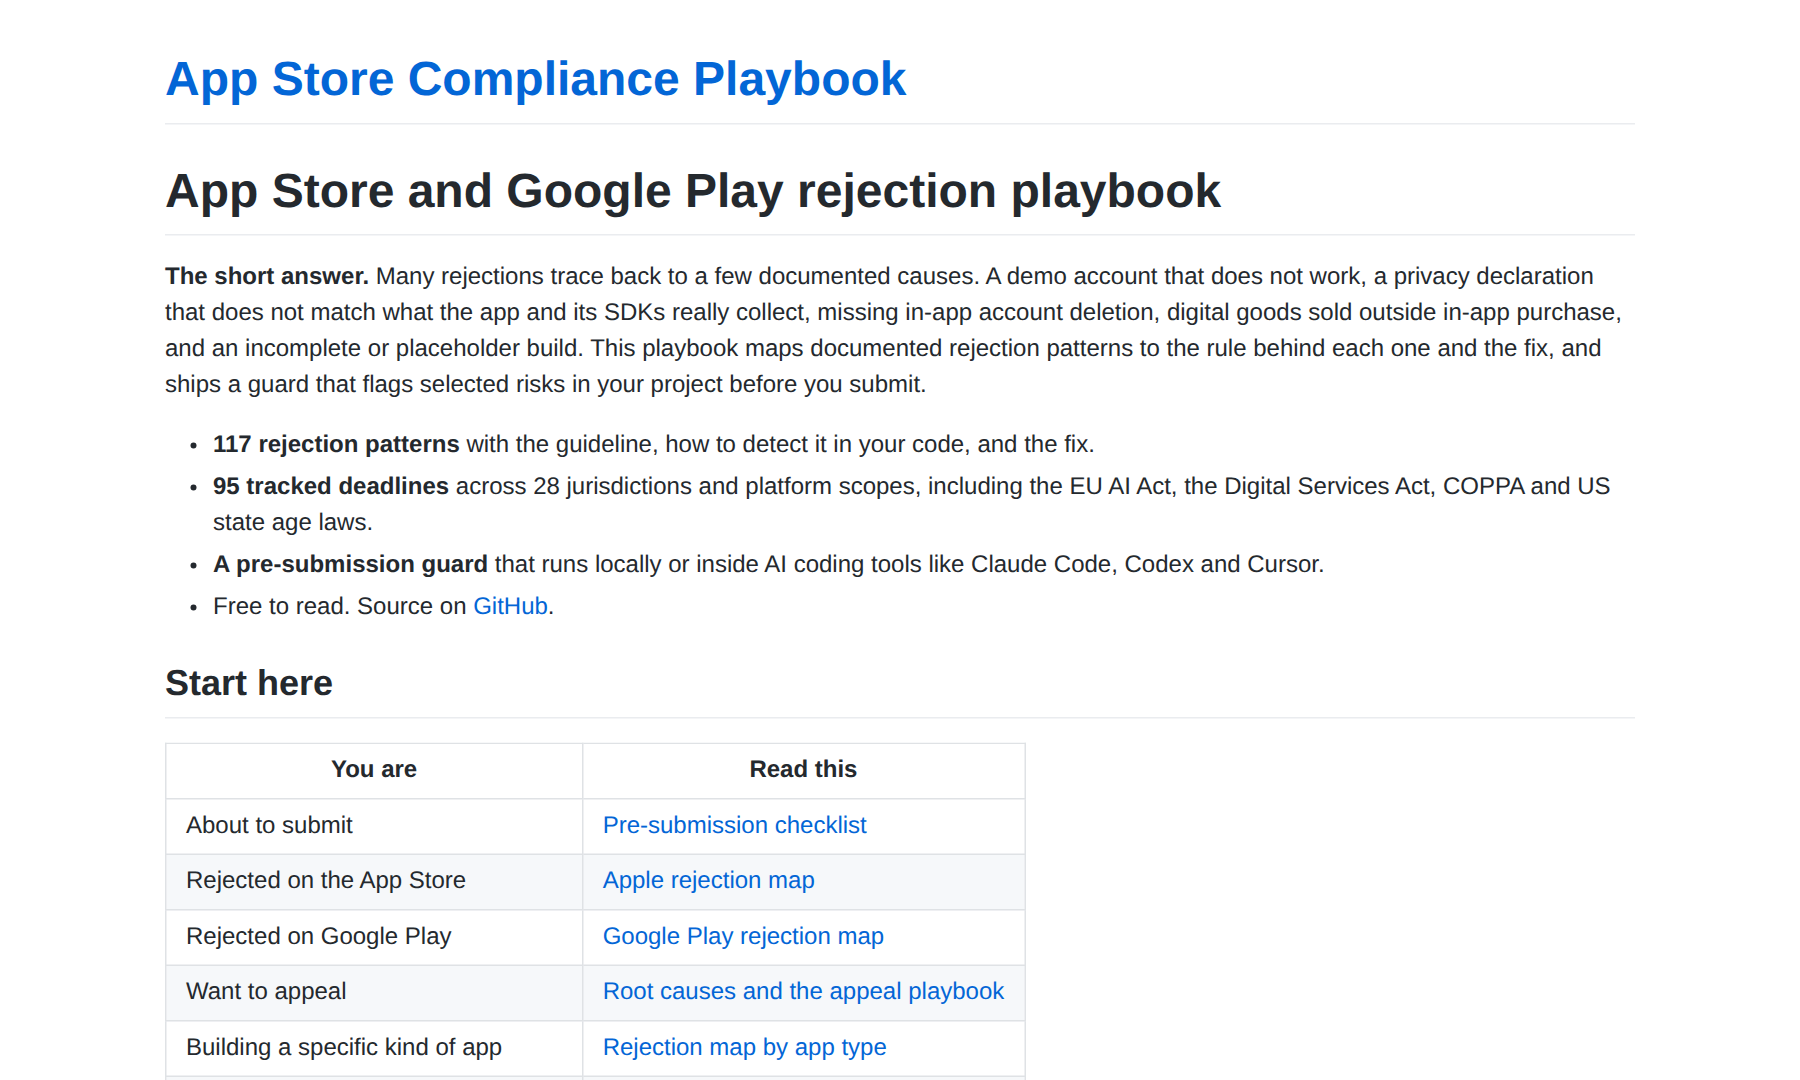 App Store Compliance Playbook
App Store and Google Play rejection playbook
The short answer. Many rejections trace back to a few documented causes. A demo account that does not work, a privacy declaration
that does not match what the app and its SDKs really collect, missing in-app account deletion, digital goods sold outside in-app purchase,
and an incomplete or placeholder build. This playbook maps documented rejection patterns to the rule behind each one and the fix, and
ships a guard that flags selected risks in your project before you submit.
• 117 rejection patterns with the guideline, how to detect it in your code, and the fix.
• 95 tracked deadlines across 28 jurisdictions and platform scopes, including the EU AI Act, the Digital Services Act, COPPA and US
state age laws.
• A pre-submission guard that runs locally or inside AI coding tools like Claude Code, Codex and Cursor.
• Free to read. Source on GitHub.
Start here
You are Read this
About to submit Pre-submission checklist
Rejected on the App Store Apple rejection map
Rejected on Google Play Google Play rejection map
Want to appeal Root causes and the appeal playbook
Building a specific kind of app Rejection map by app type